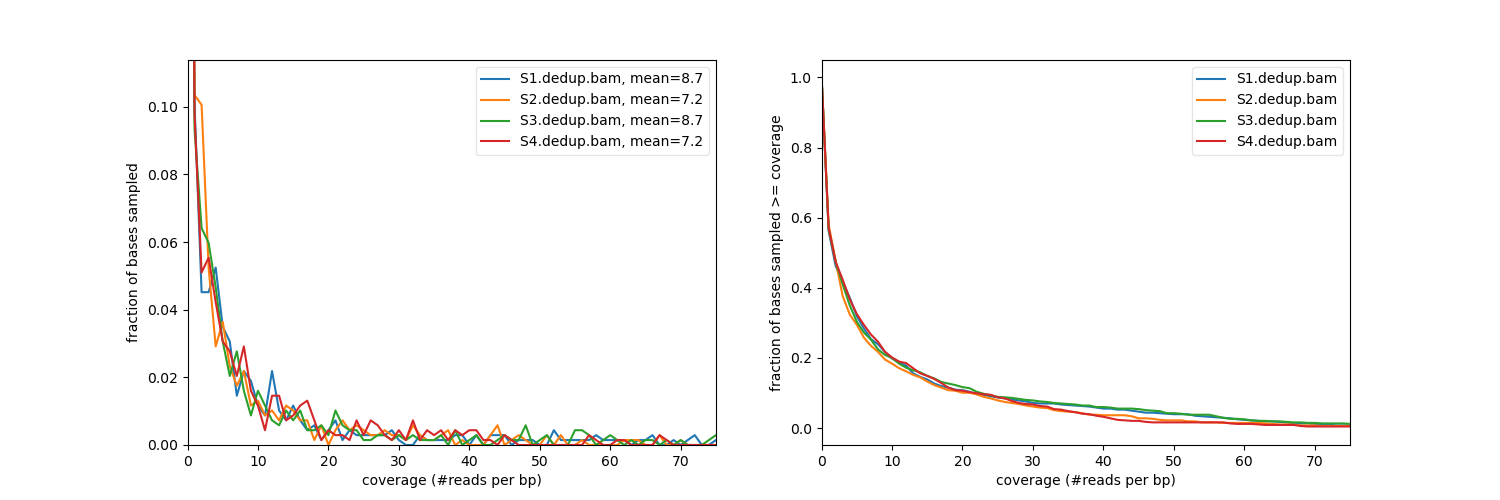 S1.dedup.bam, mean=8.7
S2.dedup.bam, mean=7.2
S3.dedup.bam, mean=8.7
S4.dedup.bam, mean=7.2
fraction of bases sampled
0.10
0.08
0.06
0.04
0.02
0.00
0 10 20 30 40 50 60 70
coverage (#reads per bp)
S1.dedup.bam
S2.dedup.bam
S3.dedup.bam
S4.dedup.bam
fraction of bases sampled >= coverage
1.0
0.8
0.6
0.4
0.2
0.0
0 10 20 30 40 50 60 70
coverage (#reads per bp)